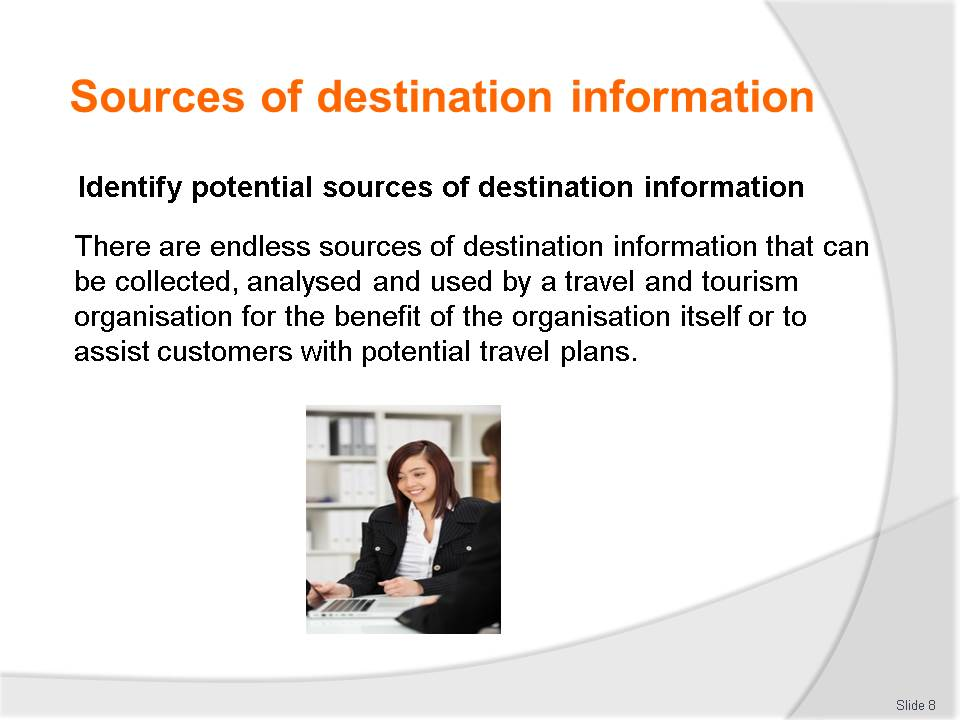 Sources of destination information
Identify potential sources of destination information
There are endless sources of destination information that can
be collected, analysed and used by a travel and tourism
organisation for the benefit of the organisation itself or to
assist customers with potential travel plans.
Slide 8